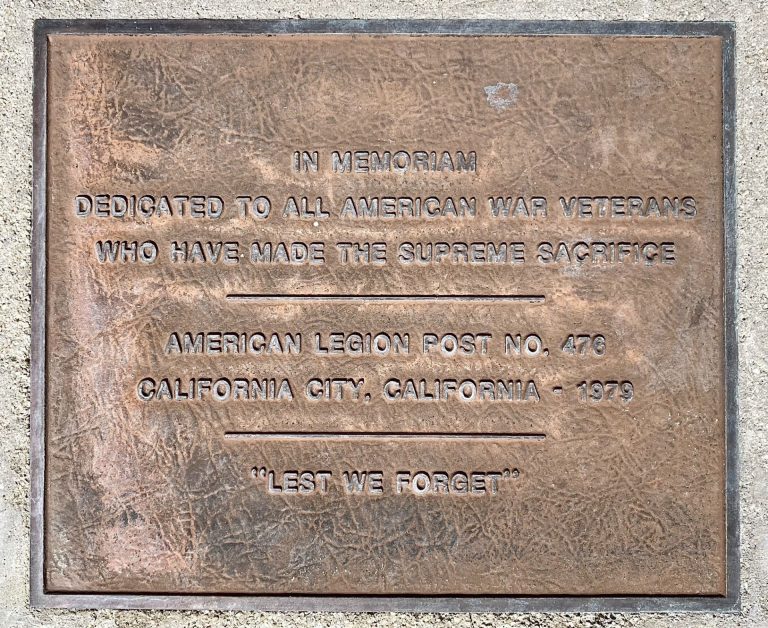 IN MEMORIAM
DEDICATED TO ALL AMERICAN WAR VETERANS
WHO HAVE MADE THE SUPREME SACRIFICE
AMERICAN LEGION POST NO. 476
CALIFORNIA CITY, CALIFORNIA - 1979
"LEST WE FORGET"